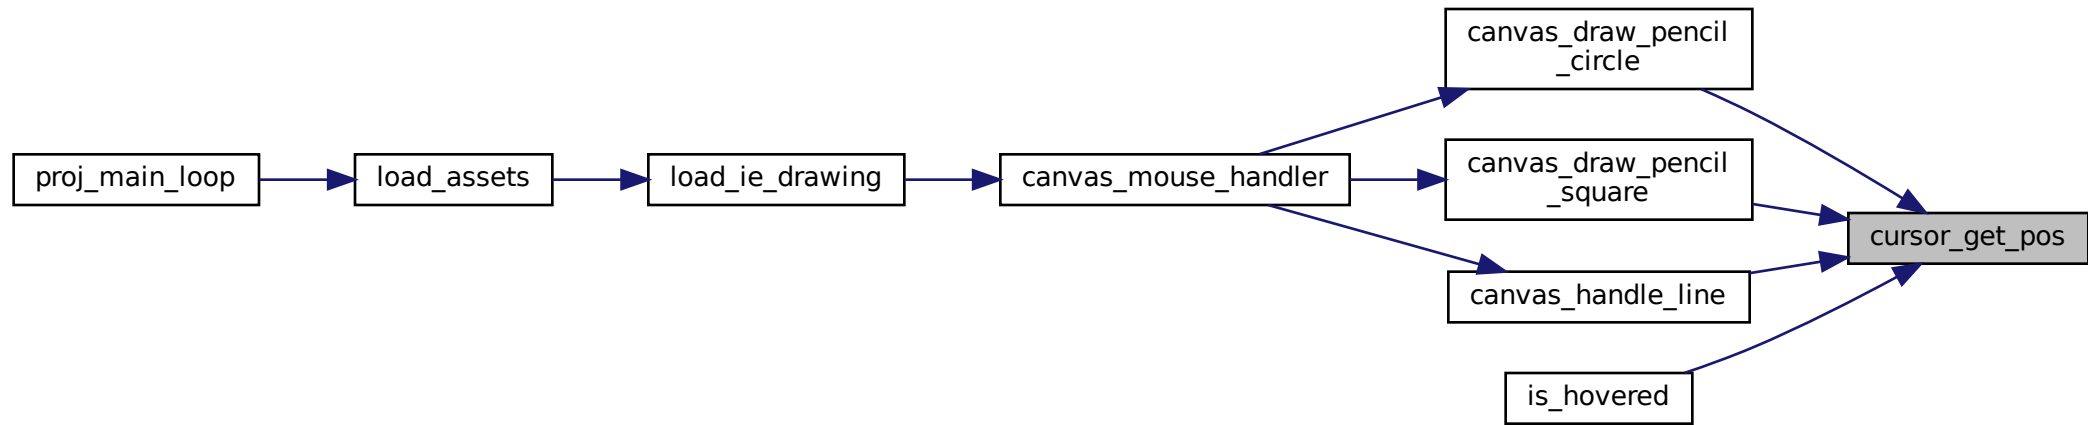 canvas_draw_pencil
_circle
proj_main_loop
load_assets
load_ie_drawing
canvas_mouse_handler
canvas_draw_pencil
_square
cursor_get_pos
canvas_handle_line
is_hovered